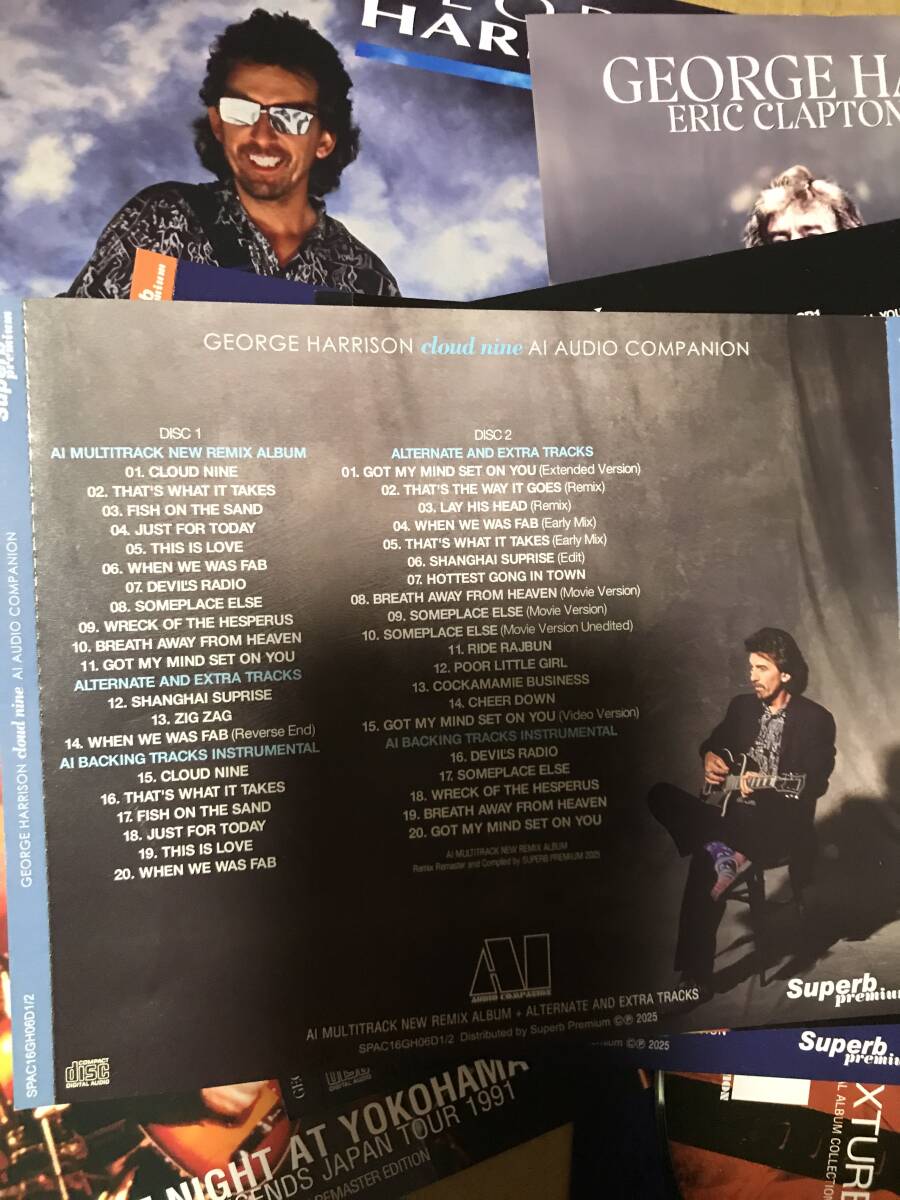 HAR
GEORGE HA
ERIC CLAPTON
Superb
premium
GEORGE HARRISON cloud nine AI AUDIO COMPANION
DISC 1
AI MULTITRACK NEW REMIX ALBUM
01. CLOUD NINE
02. THAT'S WHAT IT TAKES
03. FISH ON THE SAND
04. JUST FOR TODAY
05. THIS IS LOVE
06. WHEN WE WAS FAB
07. DEVIL'S RADIO
08. SOMEPLACE ELSE
09. WRECK OF THE HESPERUS
10. BREATH AWAY FROM HEAVEN
11. GOT MY MIND SET ON YOU
ALTERNATE AND EXTRA TRACKS
12. SHANGHAI SUPRISE
13. ZIG ZAG
14. WHEN WE WAS FAB (Reverse End)
AI BACKING TRACKS INSTRUMENTAL
15. CLOUD NINE
16. THAT'S WHAT IT TAKES
17. FISH ON THE SAND
18. JUST FOR TODAY
19. THIS IS LOVE
20. WHEN WE WAS FAB
DISC 2
ALTERNATE AND EXTRA TRACKS
01. GOT MY MIND SET ON YOU (Extended Version)
02. THAT'S THE WAY IT GOES (Remix)
03. LAY HIS HEAD (Remix)
04. WHEN WE WAS FAB (Early Mix)
05. THAT'S WHAT IT TAKES (Early Mix)
06. SHANGHAI SUPRISE (Edit)
07. HOTTEST GONG IN TOWN
08. BREATH AWAY FROM HEAVEN (Movie Version)
09. SOMEPLACE ELSE (Movie Version)
10. SOMEPLACE ELSE (Movie Version Unedited)
11. RIDE RAJBUN
12. POOR LITTLE GIRL
13. COCKAMAMIE BUSINESS
14. CHEER DOWN
15. GOT MY MIND SET ON YOU (Video Version)
AI BACKING TRACKS INSTRUMENTAL
16. DEVIL'S RADIO
17. SOMEPLACE ELSE
18. WRECK OF THE HESPERUS
19. BREATH AWAY FROM HEAVEN
20. GOT MY MIND SET ON YOU
AI MULTITRACK NEW REMIX ALBUM
Remix Remaster and Compiled by SUPERB PREMIUM 2025
AI
AUDIO COMPANION
AI MULTITRACK NEW REMIX ALBUM + ALTERNATE AND EXTRA TRACKS
SPAC16GH06D1/2 Distributed by Superb Premium ©℗ 2025
Superb
premium
COMPACT
disc
DIGITAL AUDIO
GEORGE HARRISON cloud nine AI AUDIO COMPANION
SPAC16GH06D1/2
Premium ©℗ 2025
Superb
premium
NIGHT AT YOKOHAMA
ENDS JAPAN TOUR 1991
REMASTER EDITION
XTUR
AL ALBUM COLLECTION